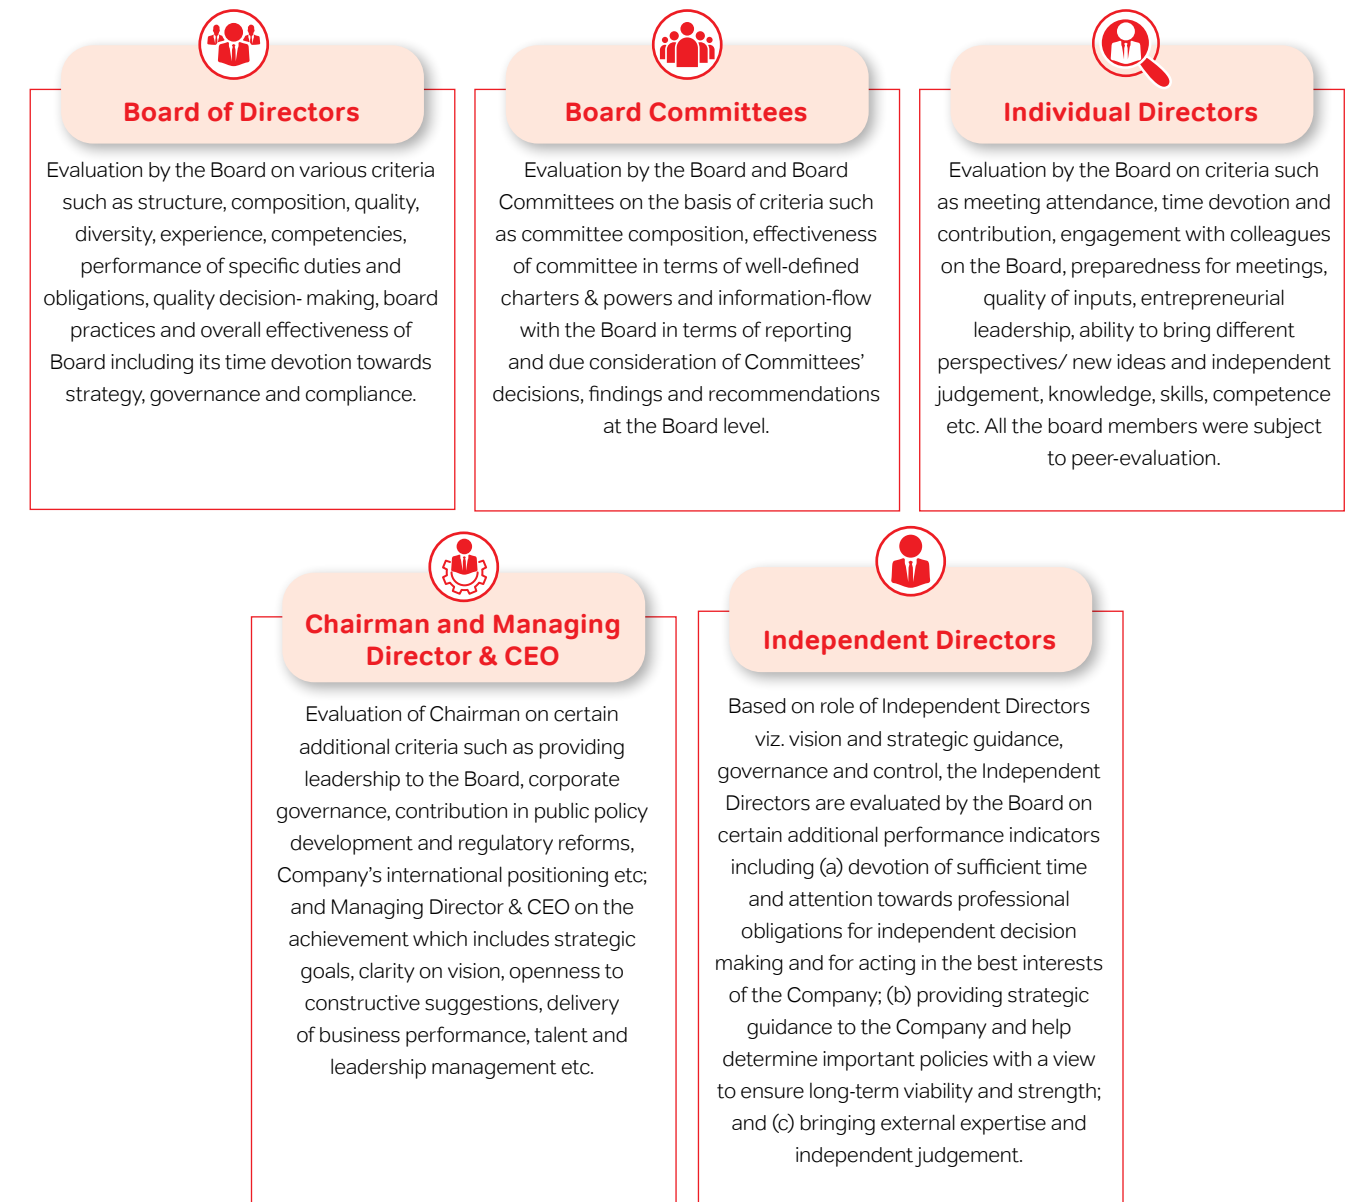 Board of Directors
Evaluation by the Board on various criteria
such as structure, composition, quality,
diversity, experience, competencies,
performance of specific duties and
obligations, quality decision- making, board
practices and overall effectiveness of
Board including its time devotion towards
strategy, governance and compliance.
Board Committees
Evaluation by the Board and Board
Committees on the basis of criteria such
as committee composition, effectiveness
of committee in terms of well-defined
charters & powers and information-flow
with the Board in terms of reporting
and due consideration of Committees’
decisions, findings and recommendations
at the Board level.
Individual Directors
Evaluation by the Board on criteria such
as meeting attendance, time devotion and
contribution, engagement with colleagues
on the Board, preparedness for meetings,
quality of inputs, entrepreneurial
leadership, ability to bring different
perspectives/ new ideas and independent
judgement, knowledge, skills, competence
etc. All the board members were subject
to peer-evaluation.
Chairman and Managing
Director & CEO
Evaluation of Chairman on certain
additional criteria such as providing
leadership to the Board, corporate
governance, contribution in public policy
development and regulatory reforms,
Company’s international positioning etc;
and Managing Director & CEO on the
achievement which includes strategic
goals, clarity on vision, openness to
constructive suggestions, delivery
of business performance, talent and
leadership management etc.
Independent Directors
Based on role of Independent Directors
viz. vision and strategic guidance,
governance and control, the Independent
Directors are evaluated by the Board on
certain additional performance indicators
including (a) devotion of sufficient time
and attention towards professional
obligations for independent decision
making and for acting in the best interests
of the Company; (b) providing strategic
guidance to the Company and help
determine important policies with a view
to ensure long-term viability and strength;
and (c) bringing external expertise and
independent judgement.